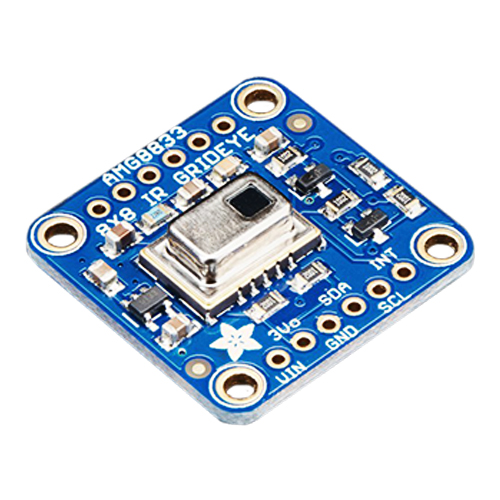 AMG8833
8X8 IR GRIDEYE
VIN
3Vo
GND
SDA
SCL
INT